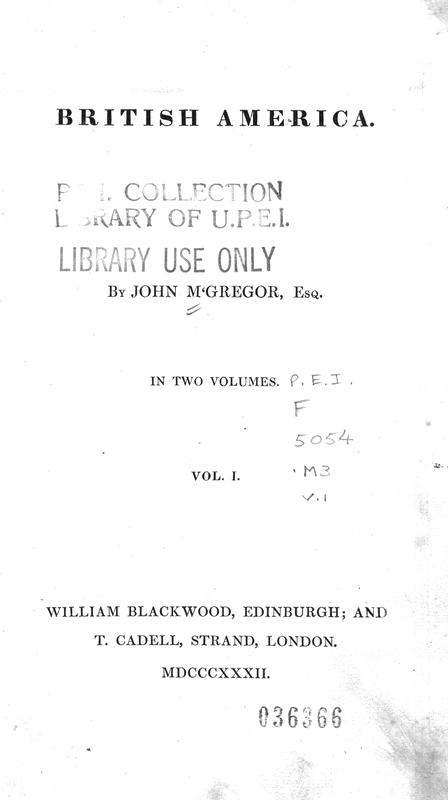 BRITISH AMERICA.
P.E.I. COLLECTION
LIBRARY OF U.P.E.I.
LIBRARY USE ONLY
By JOHN M‘GREGOR, Esq.
IN TWO VOLUMES. P.E.I.
F
5054
VOL. I. .M3
v.1
WILLIAM BLACKWOOD, EDINBURGH; AND
T. CADELL, STRAND, LONDON.
MDCCCXXXII.
036366